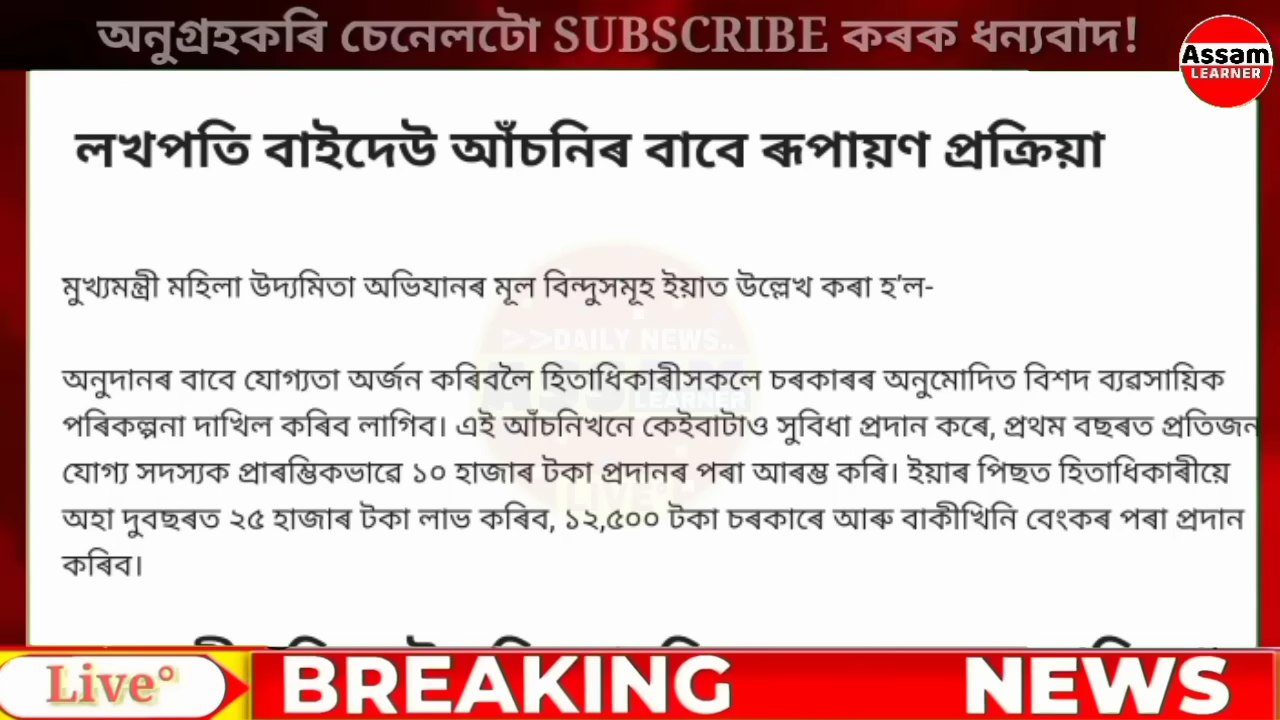 অনুগ্ৰহকৰি চেনেলটো SUBSCRIBE কৰক ধন্যবাদ!
Assam
LEARNER
লখপতি বাইদেউ আঁচনিৰ বাবে ৰূপায়ণ প্ৰক্ৰিয়া
মুখ্যমন্ত্ৰী মহিলা উদ্যমিতা অভিযানৰ মূল বিন্দুসমূহ ইয়াত উল্লেখ কৰা হ’ল-
>>DAILY NEWS..
LEARNER
LIVE
অনুদানৰ বাবে যোগ্যতা অৰ্জন কৰিবলৈ হিতাধিকাৰীসকলে চৰকাৰৰ অনুমোদিত বিশদ ব্যৱসায়িক
পৰিকল্পনা দাখিল কৰিব লাগিব। এই আঁচনিখনে কেইবাটাও সুবিধা প্ৰদান কৰে, প্ৰথম বছৰত প্ৰতিজন
যোগ্য সদস্যক প্ৰাৰম্ভিকভাৱে ১০ হাজাৰ টকা প্ৰদানৰ পৰা আৰম্ভ কৰি। ইয়াৰ পিছত হিতাধিকাৰীয়ে
অহা দুবছৰত ২৫ হাজাৰ টকা লাভ কৰিব, ১২,৫০০ টকা চৰকাৰে আৰু বাকীখিনি বেংকৰ পৰা প্ৰদান
কৰিব।
Live°
BREAKING NEWS